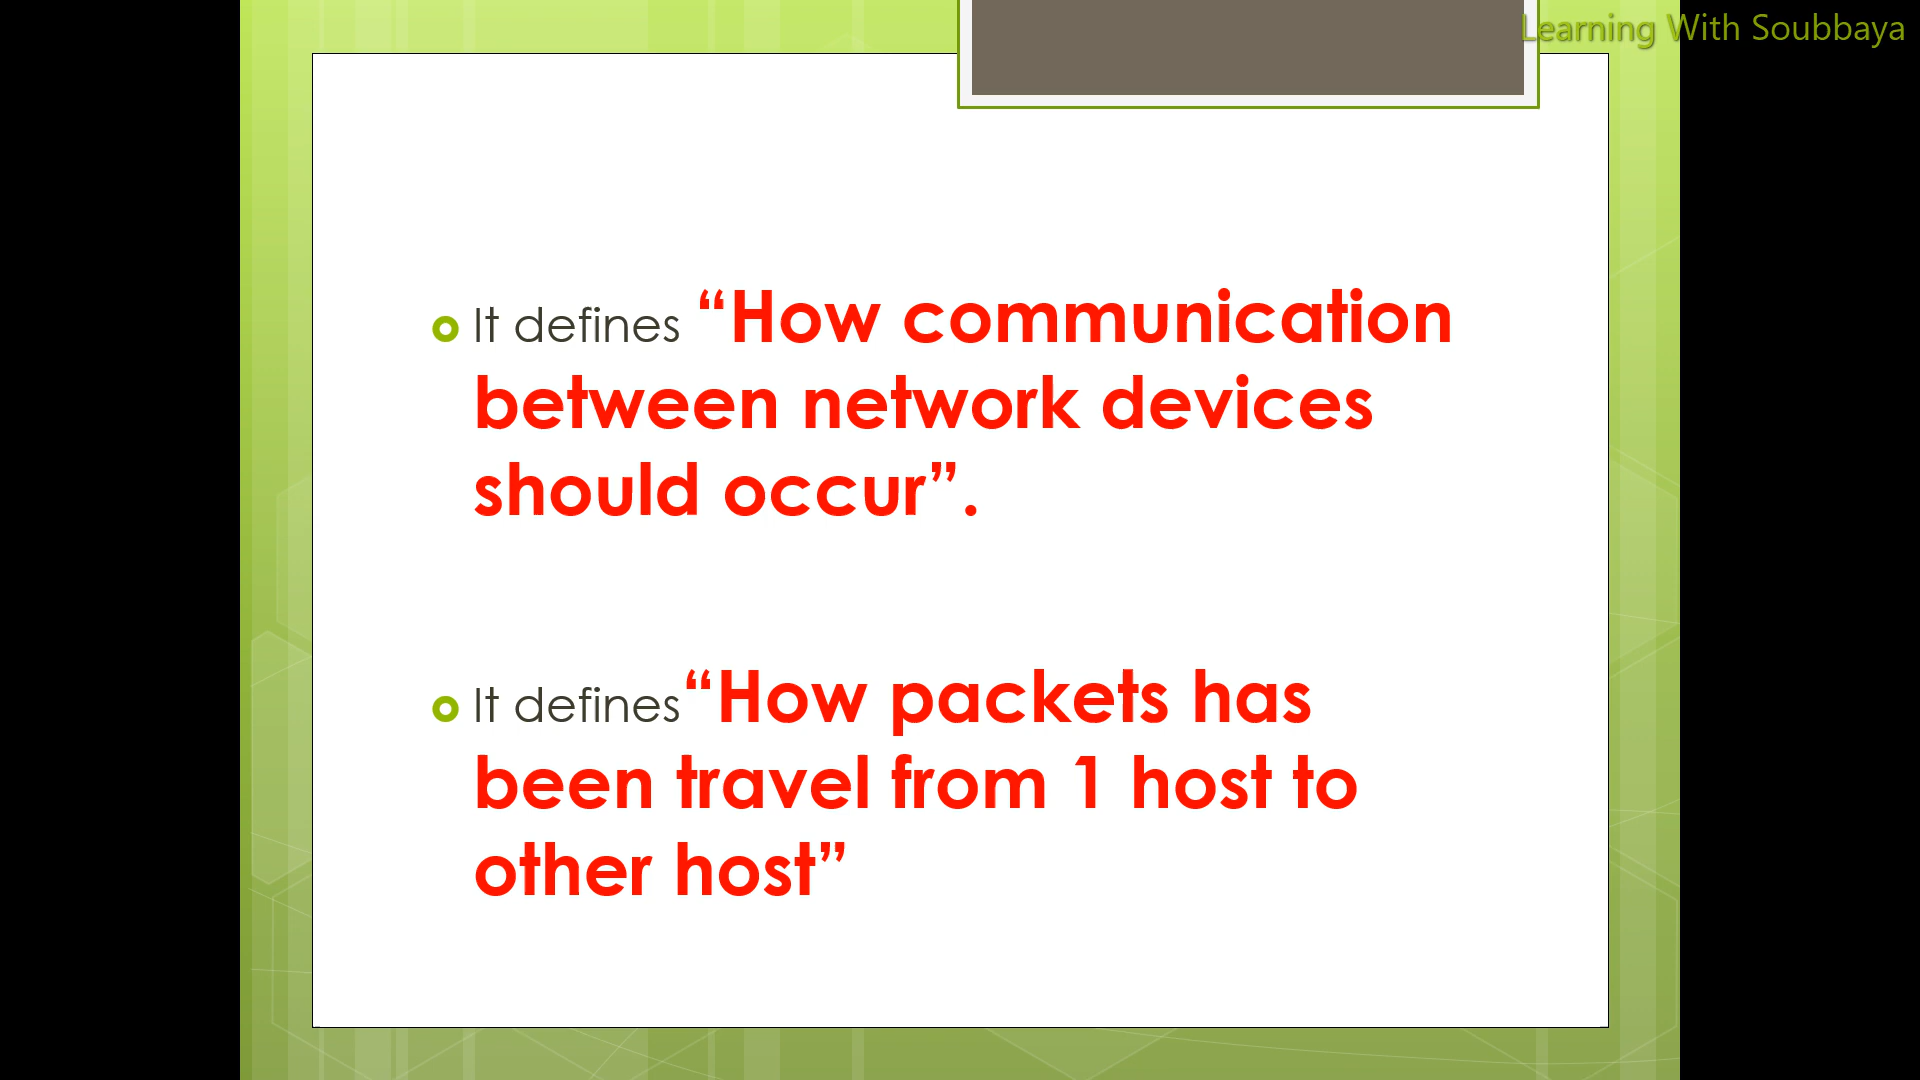 Learning With Soubbaya
It defines “How communication
between network devices
should occur”.
It defines“How packets has
been travel from 1 host to
other host”